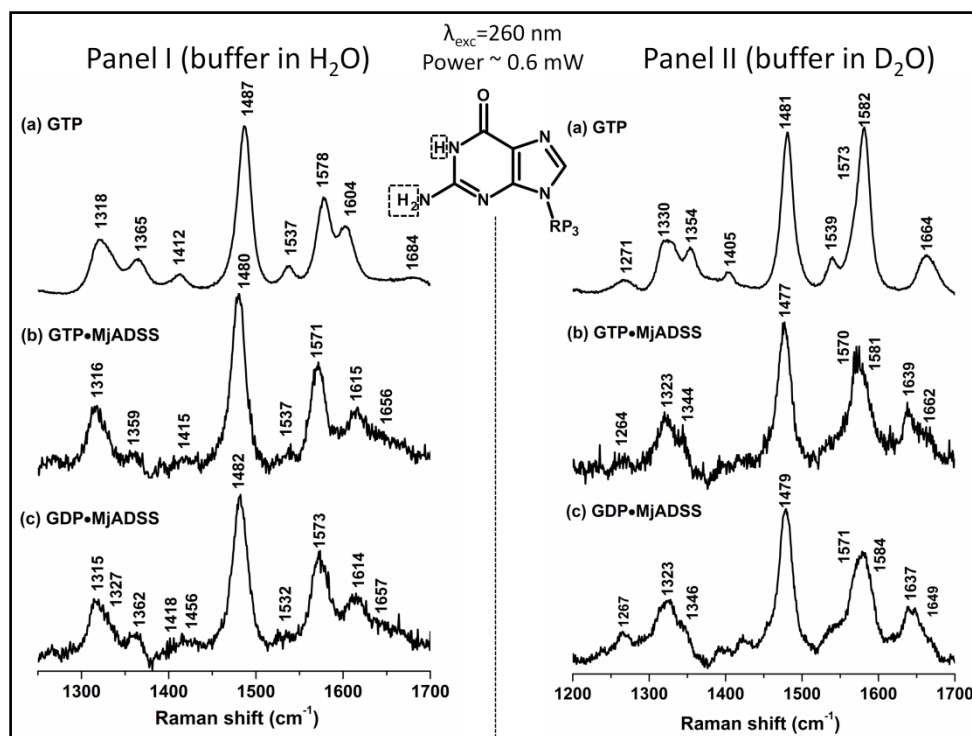 Panel I (buffer in H2O)
λexc=260 nm
Power ~ 0.6 mW
Panel II (buffer in D2O)
(a) GTP
1318
1365
1412
1487
1537
1578
1604
1684
(b) GTP•MjADSS
1316
1359
1415
1480
1537
1571
1615
1656
(c) GDP•MjADSS
1315
1327
1362
1418
1456
1482
1532
1573
1614
1657
1300
1400
1500
1600
1700
Raman shift (cm-1)
O
H
N
N
H2
N
N
N
RP3
(a) GTP
1271
1330
1354
1405
1481
1539
1573
1582
1664
(b) GTP•MjADSS
1264
1323
1344
1477
1570
1581
1639
1662
(c) GDP•MjADSS
1267
1323
1346
1479
1571
1584
1637
1649
1200
1300
1400
1500
1600
1700
Raman shift (cm-1)